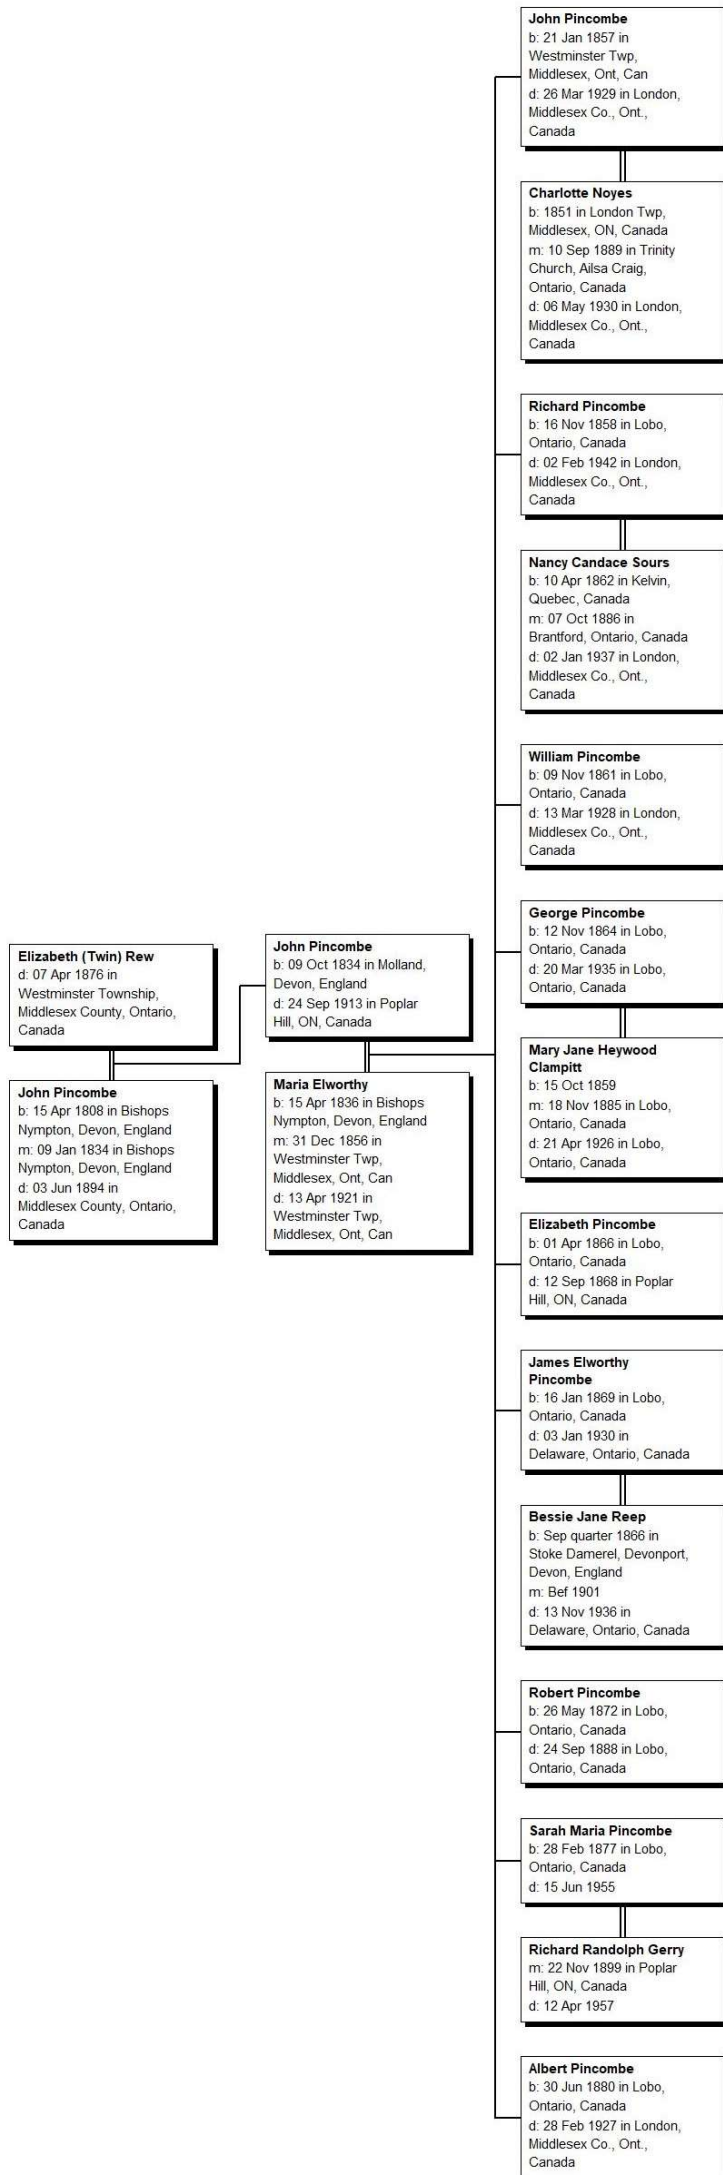 Elizabeth (Twin) Rew
d: 07 Apr 1876 in
Westminster Township,
Middlesex County, Ontario,
Canada
John Pincombe
b: 15 Apr 1808 in Bishops
Nympton, Devon, England
m: 09 Jan 1834 in Bishops
Nympton, Devon, England
d: 03 Jun 1894 in
Middlesex County, Ontario,
Canada
John Pincombe
b: 09 Oct 1834 in Molland,
Devon, England
d: 24 Sep 1913 in Poplar
Hill, ON, Canada
Maria Elworthy
b: 15 Apr 1836 in Bishops
Nympton, Devon, England
m: 31 Dec 1856 in
Westminster Twp,
Middlesex, Ont, Can
d: 13 Apr 1921 in
Westminster Twp,
Middlesex, Ont, Can
John Pincombe
b: 21 Jan 1857 in
Westminster Twp,
Middlesex, Ont, Can
d: 26 Mar 1929 in London,
Middlesex Co., Ont.,
Canada
Charlotte Noyes
b: 1851 in London Twp,
Middlesex, ON, Canada
m: 10 Sep 1889 in Trinity
Church, Ailsa Craig,
Ontario, Canada
d: 06 May 1930 in London,
Middlesex Co., Ont.,
Canada
Richard Pincombe
b: 16 Nov 1858 in Lobo,
Ontario, Canada
d: 02 Feb 1942 in London,
Middlesex Co., Ont.,
Canada
Nancy Candace Sours
b: 10 Apr 1862 in Kelvin,
Quebec, Canada
m: 07 Oct 1886 in
Brantford, Ontario, Canada
d: 02 Jan 1937 in London,
Middlesex Co., Ont.,
Canada
William Pincombe
b: 09 Nov 1861 in Lobo,
Ontario, Canada
d: 13 Mar 1928 in London,
Middlesex Co., Ont.,
Canada
George Pincombe
b: 12 Nov 1864 in Lobo,
Ontario, Canada
d: 20 Mar 1935 in Lobo,
Ontario, Canada
Mary Jane Heywood
Clampitt
b: 15 Oct 1859
m: 18 Nov 1885 in Lobo,
Ontario, Canada
d: 21 Apr 1926 in Lobo,
Ontario, Canada
Elizabeth Pincombe
b: 01 Apr 1866 in Lobo,
Ontario, Canada
d: 12 Sep 1868 in Poplar
Hill, ON, Canada
James Elworthy
Pincombe
b: 16 Jan 1869 in Lobo,
Ontario, Canada
d: 03 Jan 1930 in
Delaware, Ontario, Canada
Bessie Jane Reep
b: Sep quarter 1866 in
Stoke Damerel, Devonport,
Devon, England
m: Bef 1901
d: 13 Nov 1936 in
Delaware, Ontario, Canada
Robert Pincombe
b: 26 May 1872 in Lobo,
Ontario, Canada
d: 24 Sep 1888 in Lobo,
Ontario, Canada
Sarah Maria Pincombe
b: 28 Feb 1877 in Lobo,
Ontario, Canada
d: 15 Jun 1955
Richard Randolph Gerry
m: 22 Nov 1899 in Poplar
Hill, ON, Canada
d: 12 Apr 1957
Albert Pincombe
b: 30 Jun 1880 in Lobo,
Ontario, Canada
d: 28 Feb 1927 in London,
Middlesex Co., Ont.,
Canada